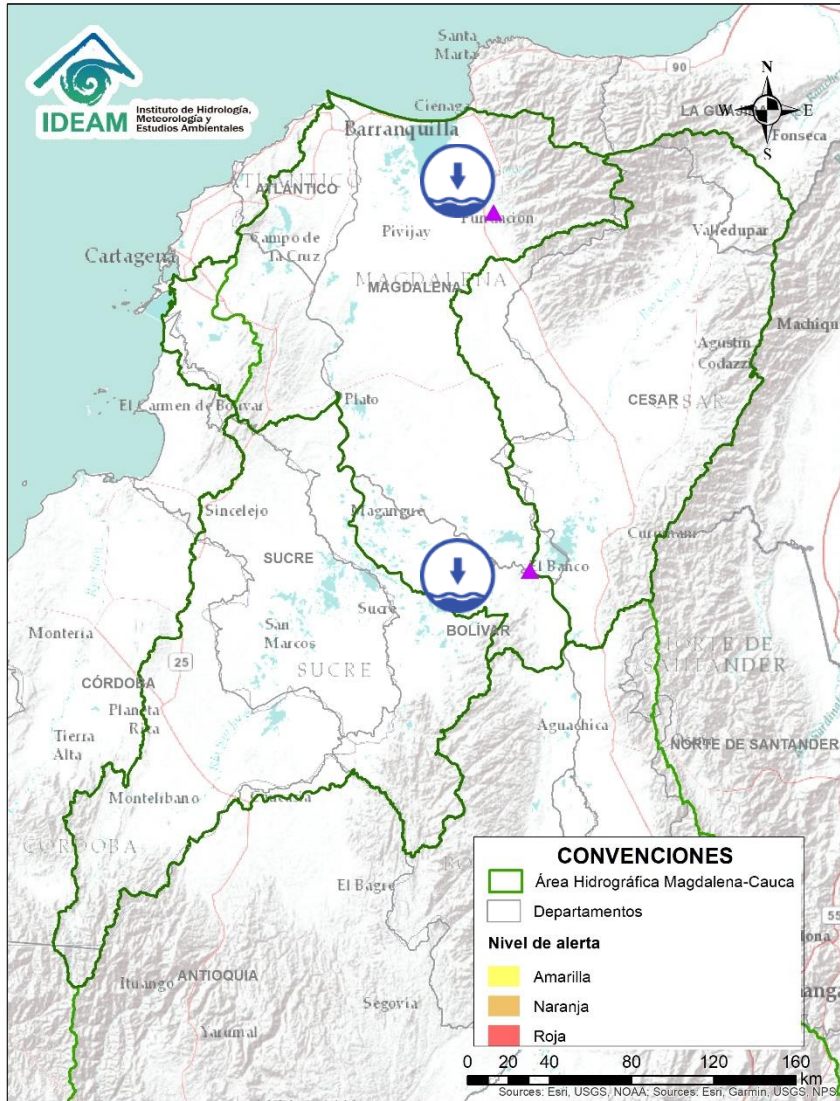 IDEAM
Instituto de Hidrología,
Meteorología y
Estudios Ambientales
Santa
Marta
90
N
W
E
S
Ciénaga
Barranquilla
LA GUAJIRA
Fonseca
ATLÁNTICO
ATLÁNTICO
Fundación
Cartagena
Campo de
la Cruz
Pivijay
Valledupar
MAGDALENA
MAGDALENA
Machiqu
Agustín
Codazzi
El Carmen de Bolívar
Plato
CESAR
CESAR
Sincelejo
Magangué
Curumaní
SUCRE
El Banco
Montería
San
Marcos
Sucre
BOLÍVAR
NORTE DE
SANTANDER
25
SUCRE
CÓRDOBA
Planeta
Rica
Tierra
Alta
Aguachica
NORTE DE SANTANDER
Montelíbano
CÓRDOBA
El Bagre
Ituango
ANTIOQUIA
Segovia
Yarumal
55
CONVENCIONES
Área Hidrográfica Magdalena-Cauca
Departamentos
Nivel de alerta
Amarilla
Naranja
Roja
0 20 40 80 120 160
km
Sources: Esri, USGS, NOAA; Sources: Esri, Garmin, USGS, NPS